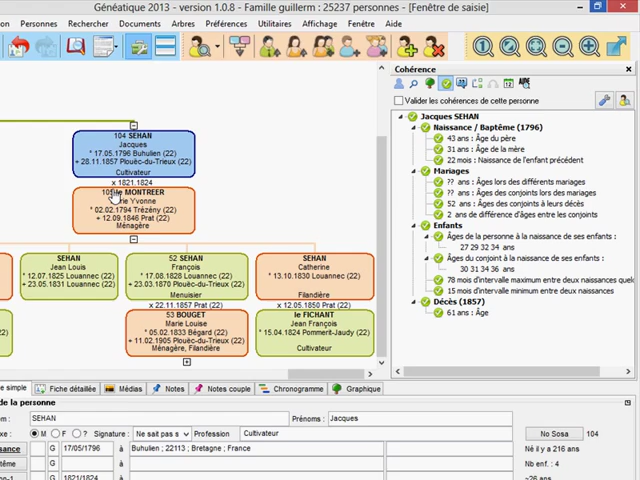 Généatique 2013 - version 1.0.8 - Famille guillerm : 25237 personnes - [Fenêtre de saisie]
Personnes Rechercher Documents Arbres Préférences Utilitaires Affichage Fenêtre Aide
Cohérence
Valider les cohérences de cette personne
Jacques SEHAN
Naissance / Baptême (1796)
43 ans : Âge du père
31 ans : Âge de la mère
22 mois : Naissance de l'enfant précédent
Mariages
?? ans : Âges lors des différents mariages
?? ans : Âges des conjoints lors des mariages
52 ans : Âges des conjoints à leurs décès
2 ans de différence d'âges entre les conjoints
Enfants
Âges de la personne à la naissance de ses enfants :
27 29 32 34 ans
Âges du conjoint à la naissance de ses enfants :
30 31 34 36 ans
78 mois d'intervalle maximum entre deux naissances
15 mois d'intervalle minimum entre deux naissances
Décès (1857)
61 ans : Âge
104 SEHAN
Jacques
* 17.05.1796 Buhulien (22)
+ 28.11.1857 Plouëc-du-Trieux (22)
Cultivateur
x 1821,1824
MONTREER
Yvonne
* 02.02.1794 Trézény (22)
+ 12.09.1846 Prat (22)
Ménagère
SEHAN
Jean Louis
* 12.07.1825 Louannec (22)
+ 23.05.1831 Louannec (22)
52 SEHAN
François
* 17.08.1828 Louannec (22)
+ 23.03.1870 Plouëc-du-Trieux (22)
Menuisier
x 22.11.1857 Prat (22)
53 BOUGET
Marie Louise
* 05.02.1833 Bégard (22)
+ 11.02.1905 Plouëc-du-Trieux (22)
Ménagère, Filandière
SEHAN
Catherine
* 13.10.1830 Louannec (22)
Filandière
x 12.05.1850 Prat (22)
le FICHANT
Jean François
* 15.04.1824 Pommerit-Jaudy (22)
Cultivateur
simple Fiche détaillée Médias Notes Notes couple Chronogramme Graphique
de la personne
SEHAN Prénoms : Jacques
M F ? Signature : Ne sait pas s Profession Cultivateur No Sosa 104
G 17/05/1796 à Buhulien ; 22113 ; Bretagne ; France Né il y a 216 ans
G à Nb enf. : 4
G 1821/1824 à ~26 ans